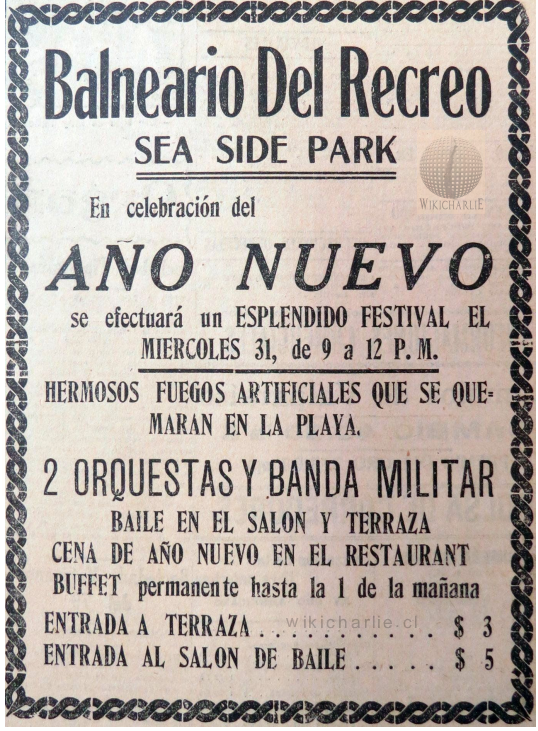 Balneario Del Recreo
SEA SIDE PARK
WIKICHARLIE
En celebración del
AÑO NUEVO
se efectuará un ESPLENDIDO FESTIVAL EL
MIERCOLES 31, de 9 a 12 P. M.
HERMOSOS FUEGOS ARTIFICIALES QUE SE QUE-
MARAN EN LA PLAYA.
2 ORQUESTAS Y BANDA MILITAR
BAILE EN EL SALON Y TERRAZA
CENA DE AÑO NUEVO EN EL RESTAURANT
BUFFET permanente hasta la 1 de la mañana
wikicharlie.cl
ENTRADA A TERRAZA . . . . . . . . . . . . $ 3
ENTRADA AL SALON DE BAILE . . . . . $ 5